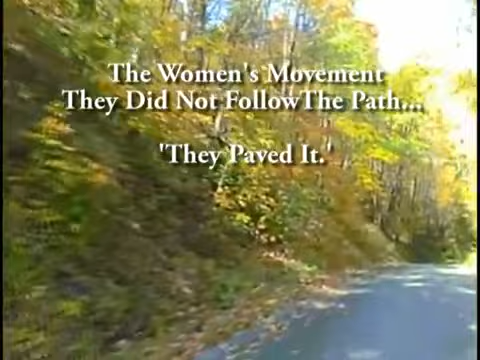 The Women's Movement
They Did Not FollowThe Path...
'They Paved It.'